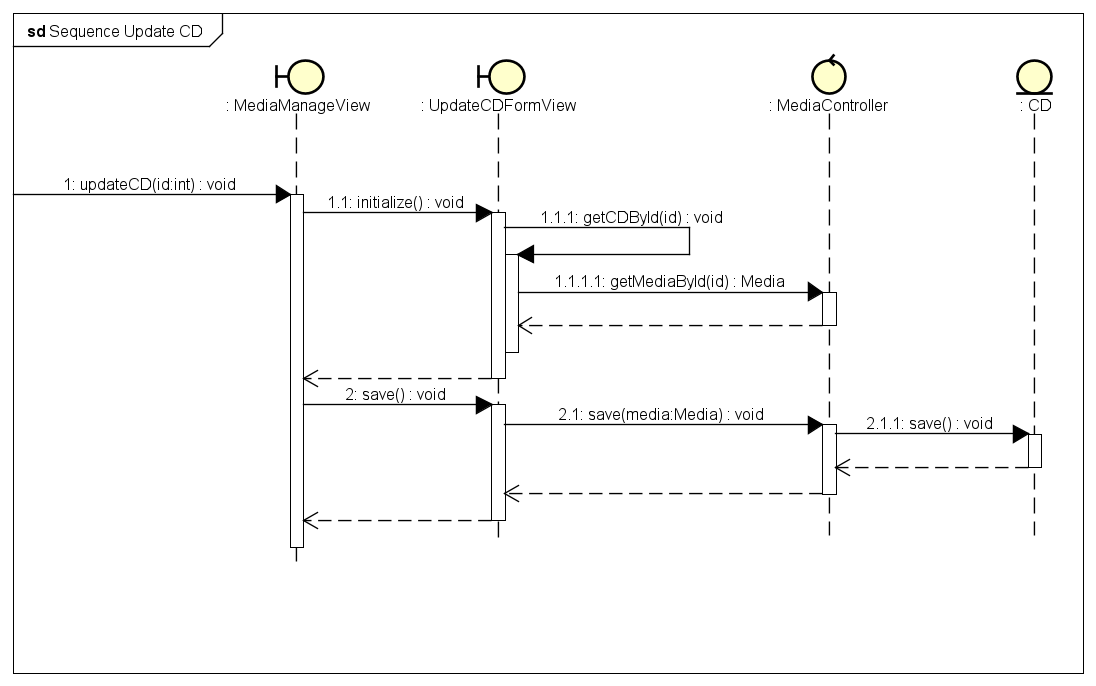 sd Sequence Update CD
: MediaManageView
: UpdateCDFormView
: MediaController
: CD
1: updateCD(id:int) : void
1.1: initialize() : void
1.1.1: getCDById(id) : void
1.1.1.1: getMediaById(id) : Media
2: save() : void
2.1: save(media:Media) : void
2.1.1: save() : void